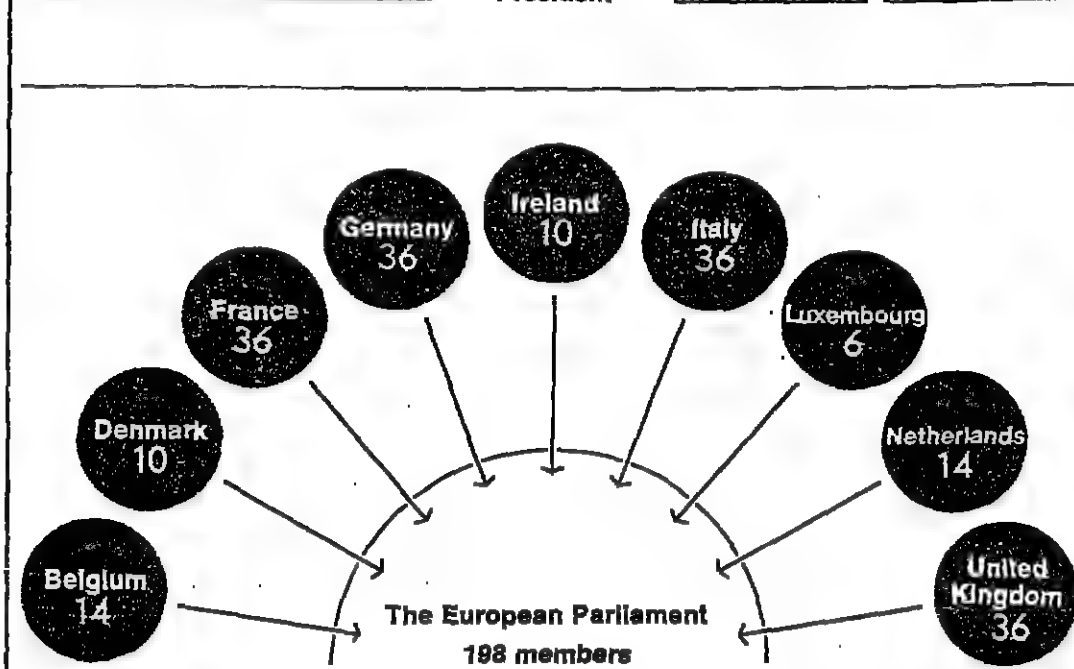 President
Ireland
10
Germany
36
Italy
36
France
36
Luxembourg
6
Denmark
10
Netherlands
14
Belgium
14
United
Kingdom
36
The European Parliament
198 members